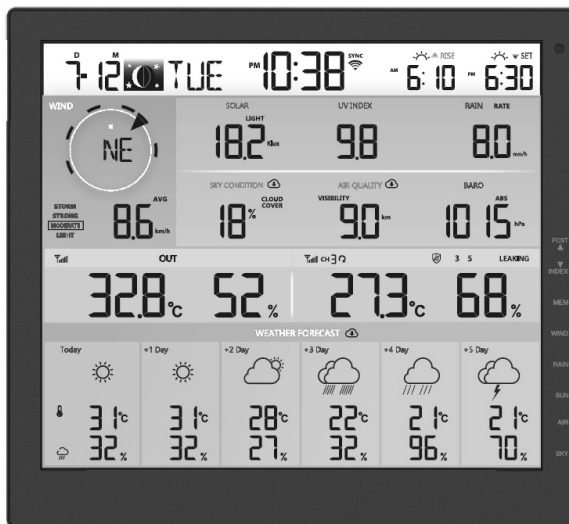 D M
7-12 TUE PM 10:38 SYNC
RISE AM 6:10
SET PM 6:30
WIND
N
NE
STORM
STRONG
MODERATE
LIGHT
AVG
8.6 km/h
SOLAR
LIGHT
18.2 Klux
UV INDEX
9.8
RAIN RATE
8.0 mm/h
SKY CONDITION
18% CLOUD COVER
AIR QUALITY
VISIBILITY
9.0 km
BARO
ABS
1015 hPa
OUT
32.8°C 52%
CH 3 3 5 LEAKING
27.3°C 68%
WEATHER FORECAST
Today +1 Day +2 Day +3 Day +4 Day +5 Day
31°C 31°C 28°C 22°C 21°C 21°C
32% 32% 27% 32% 96% 70%
FCST
INDEX
MEM
WIND
RAIN
SUN
AIR
SKY